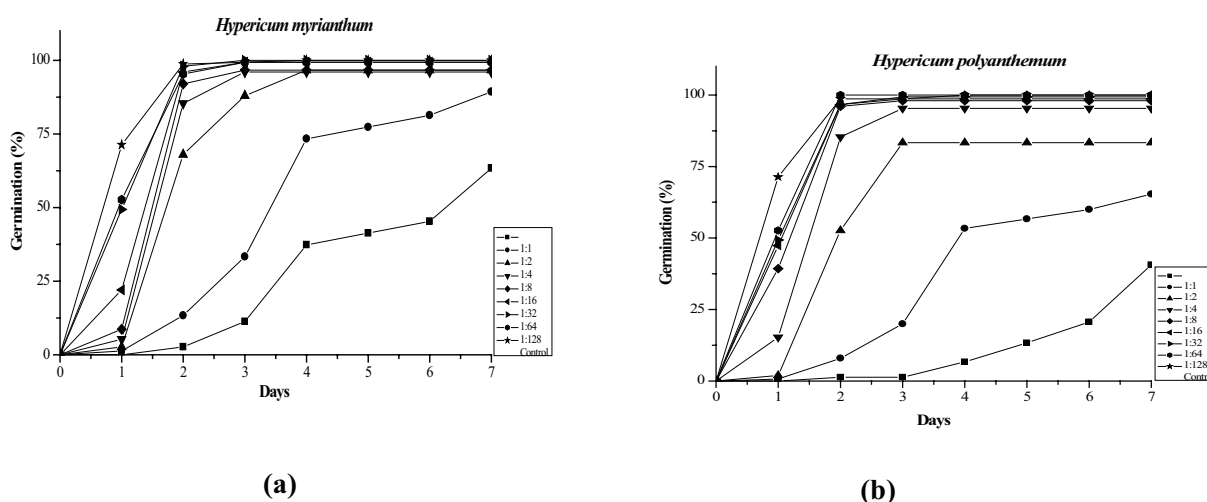 Hypericum myrianthum
Germination (%)
100
75
50
25
0
0 1 2 3 4 5 6 7
Days
1:1
1:2
1:4
1:8
1:16
1:32
1:64
1:128
Control
(a)
Hypericum polyanthemum
Germination (%)
100
75
50
25
0
0 1 2 3 4 5 6 7
Days
1:1
1:2
1:4
1:8
1:16
1:32
1:64
1:128
Contr
(b)